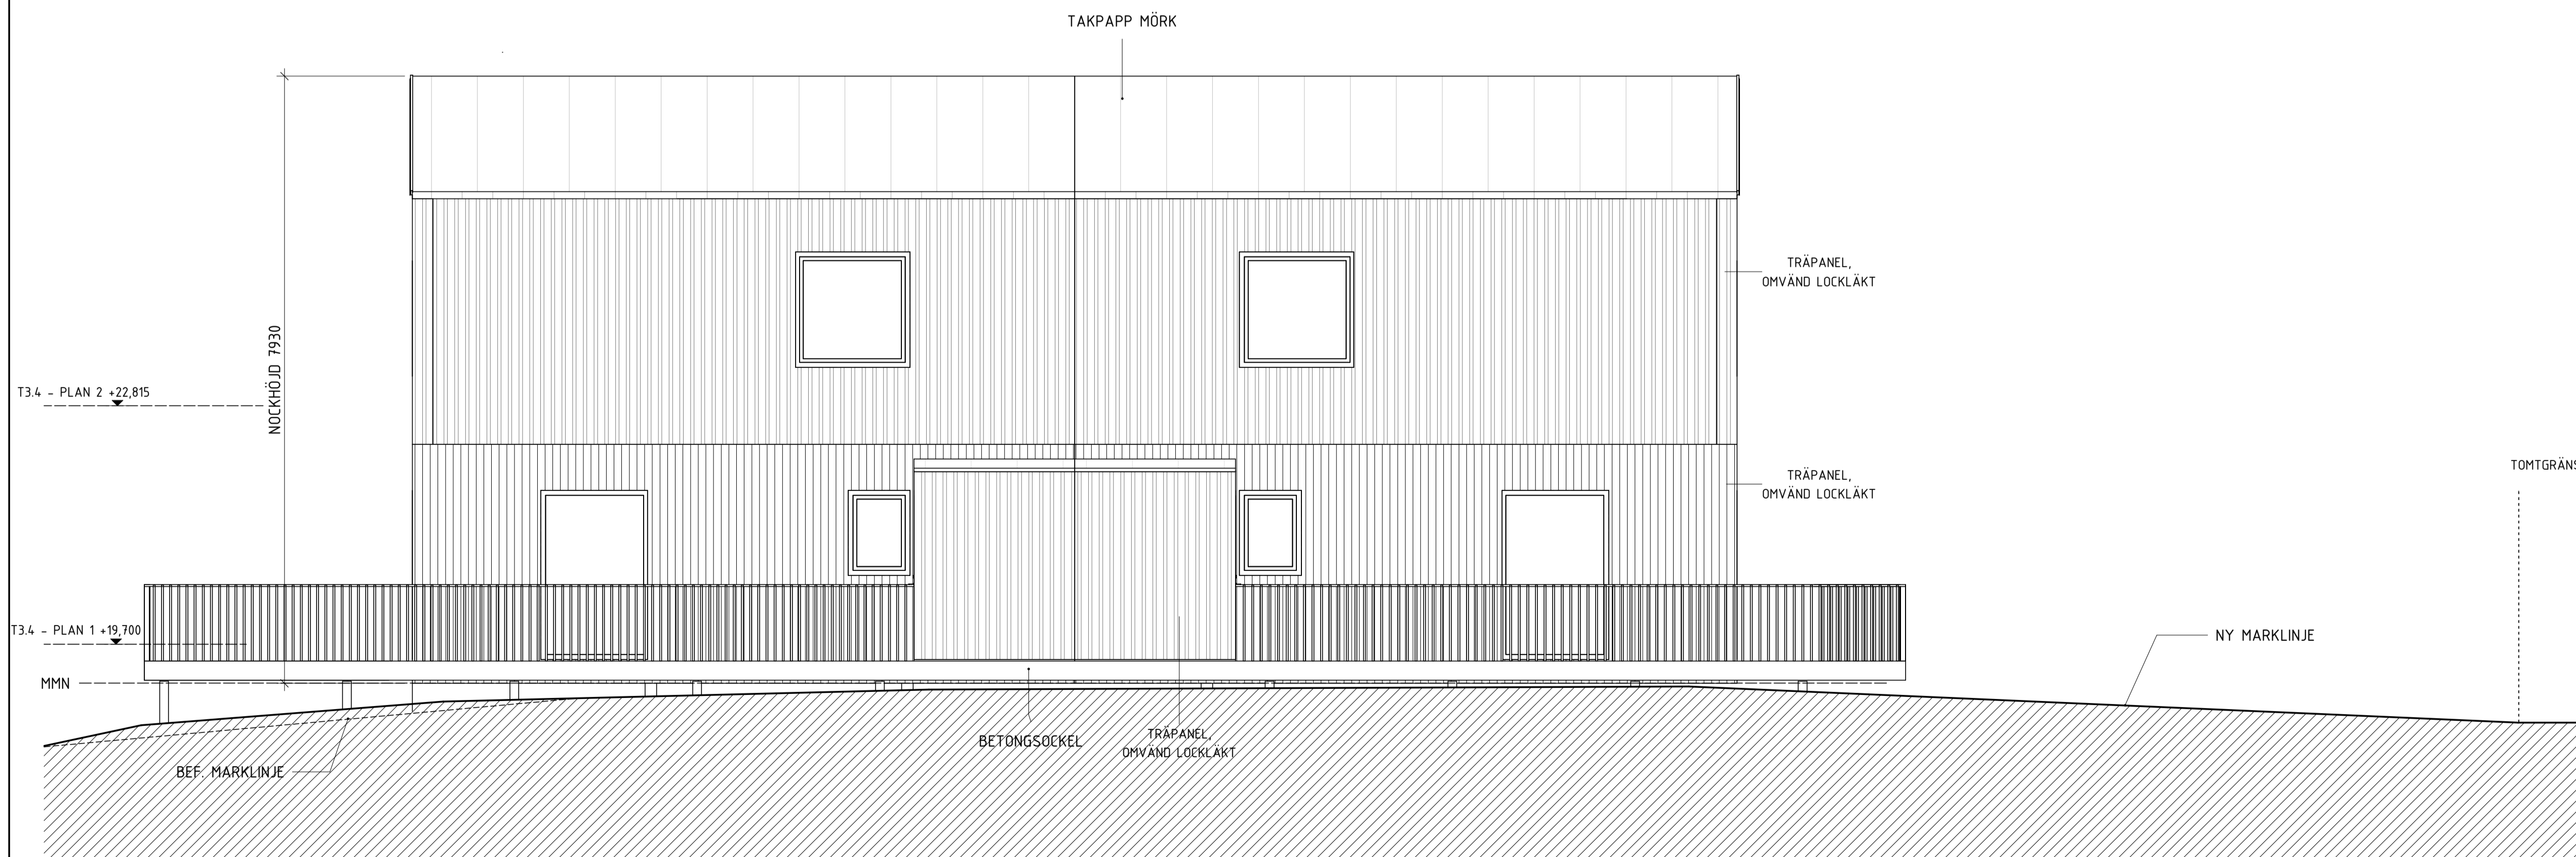 TAKPAPP MÖRK
TRÄPANEL,
OMVÄND LOCKLÄKT
NOCKHÖJD 7930
T3.4 - PLAN 2 +22,815
TRÄPANEL,
OMVÄND LOCKLÄKT
TOMTGRÄNS
T3.4 - PLAN 1 +19,700
NY MARKLINJE
MMN
BETONGSOCKEL
TRÄPANEL,
OMVÄND LOCKLÄKT
BEF. MARKLINJE